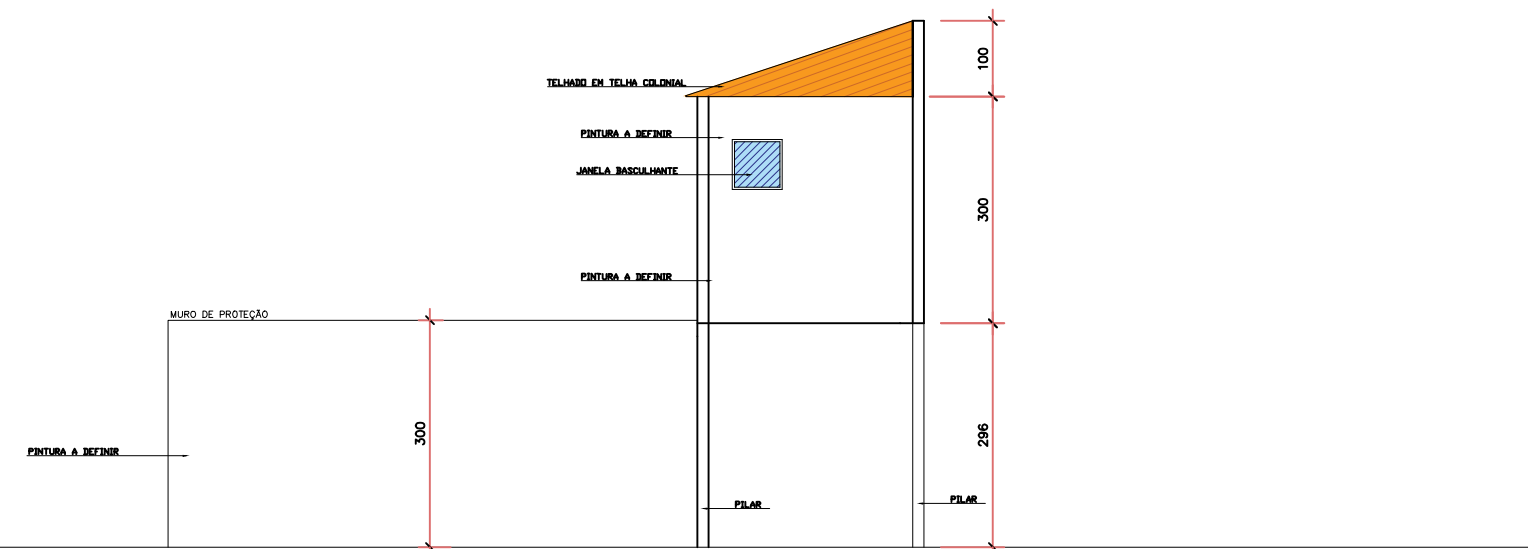 100
TELHADO EM TELHA COLONIAL
PINTURA A DEFINIR
JANELA BASCULHANTE
300
PINTURA A DEFINIR
MURO DE PROTEÇÃO
300
296
PINTURA A DEFINIR
PILAR
PILAR